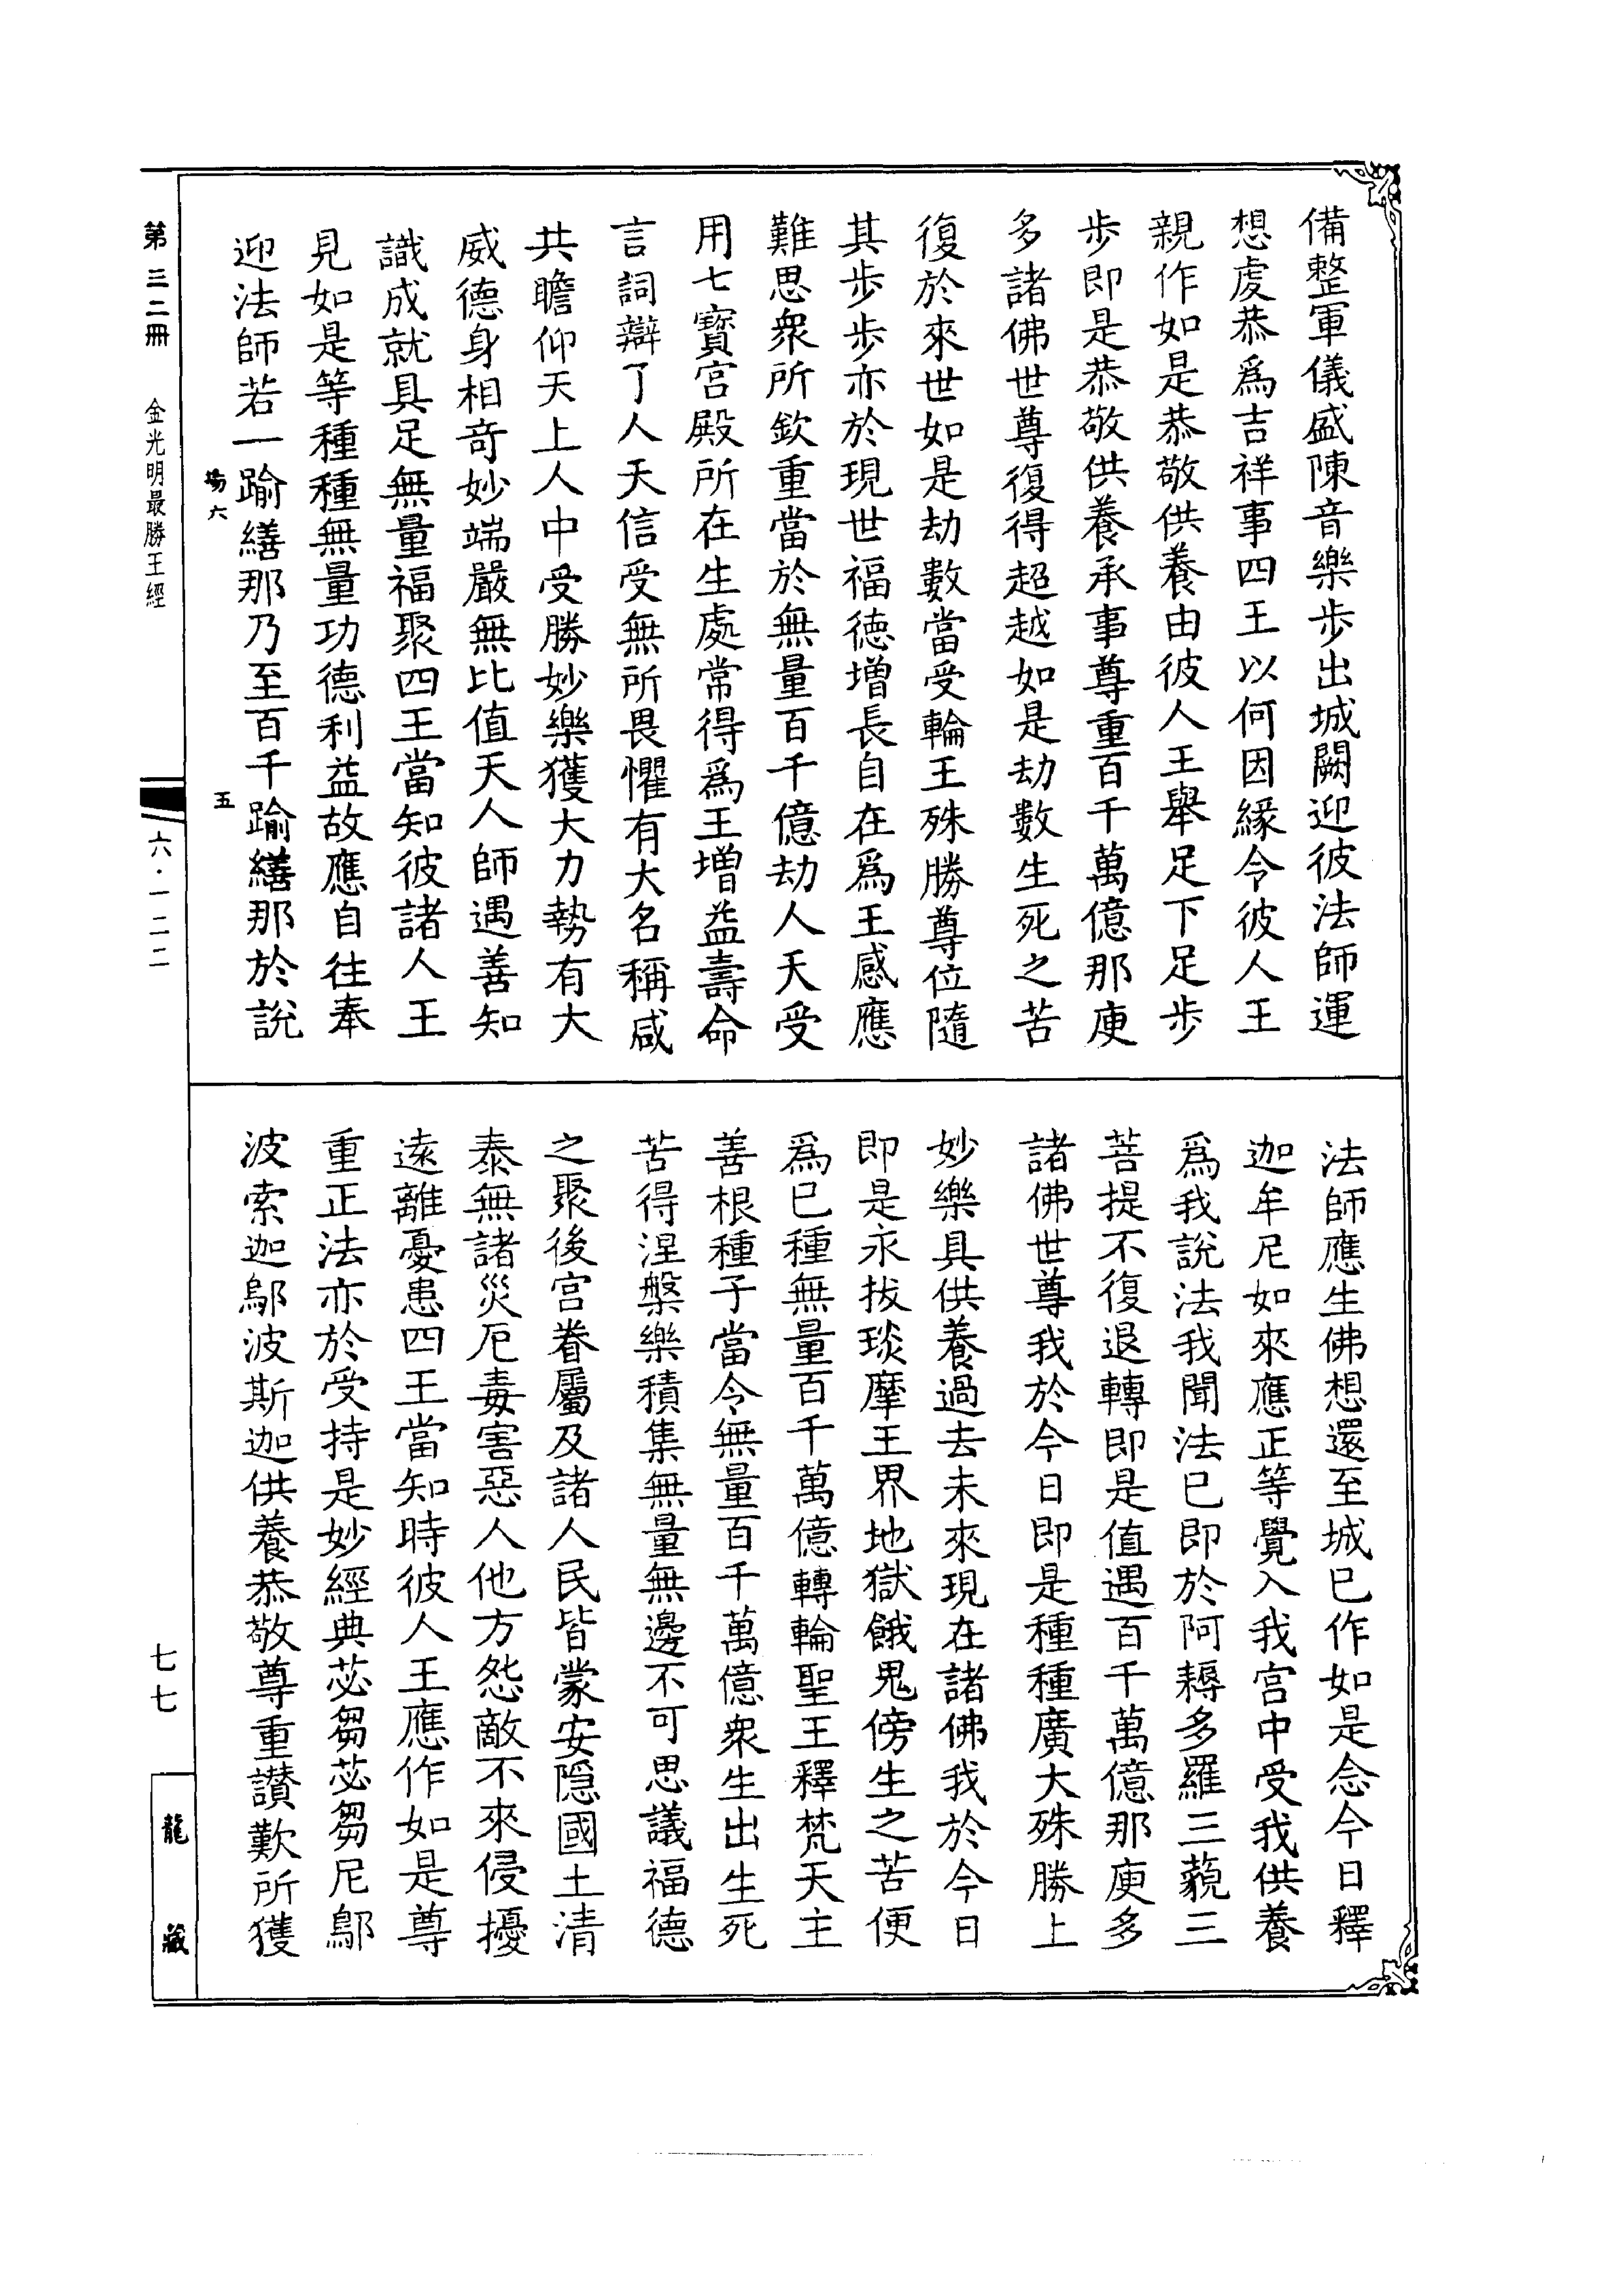 備整軍儀盛陳音樂步出城闕迎彼法師運
想虔恭爲吉祥事四王以何因緣令彼人王
親作如是恭敬供養由彼人王舉足下足步
步即是恭敬供養承事尊重百千萬億那庾
多諸佛世尊復得超越如是劫數生死之苦
復於來世如是劫數當受輪王殊勝尊位隨
其步步亦於現世福德增長自在爲王感應
難思衆所欽重當於無量百千億劫人天受
用七寶宮殿所在生處常得爲王增益壽命
言詞辯了人天信受無所畏懼有大名稱咸
共瞻仰天上人中受勝妙樂獲大力勢有大
威德身相奇妙端嚴無比值天人師遇善知
識成就具足無量福聚四王當知彼諸人王
見如是等種種無量功德利益故應自往奉
迎法師若一踰繕那乃至百千踰繕那於說
法師應生佛想還至城已作如是念今日釋
迦牟尼如來應正等覺入我宮中受我供養
爲我說法我聞法已即於阿耨多羅三藐三
菩提不復退轉即是值遇百千萬億那庾多
諸佛世尊我於今日即是種種廣大殊勝上
妙樂具供養過去未來現在諸佛我於今日
即是永拔琰摩王界地獄餓鬼傍生之苦便
爲已種無量百千萬億轉輪聖王釋梵天主
善根種子當令無量百千萬億衆生出生死
苦得涅槃樂積集無量無邊不可思議福德
之聚後宮眷屬及諸人民皆蒙安隱國土清
泰無諸災厄毒害惡人他方怨敵不來侵擾
遠離憂患四王當知時彼人王應作如是尊
重正法亦於受持是妙經典苾芻苾芻尼鄔
波索迦鄔波斯迦供養恭敬尊重讚歎所獲
塲六
五
第三二冊
金光明最勝王經
六·一二二
七七
龍藏